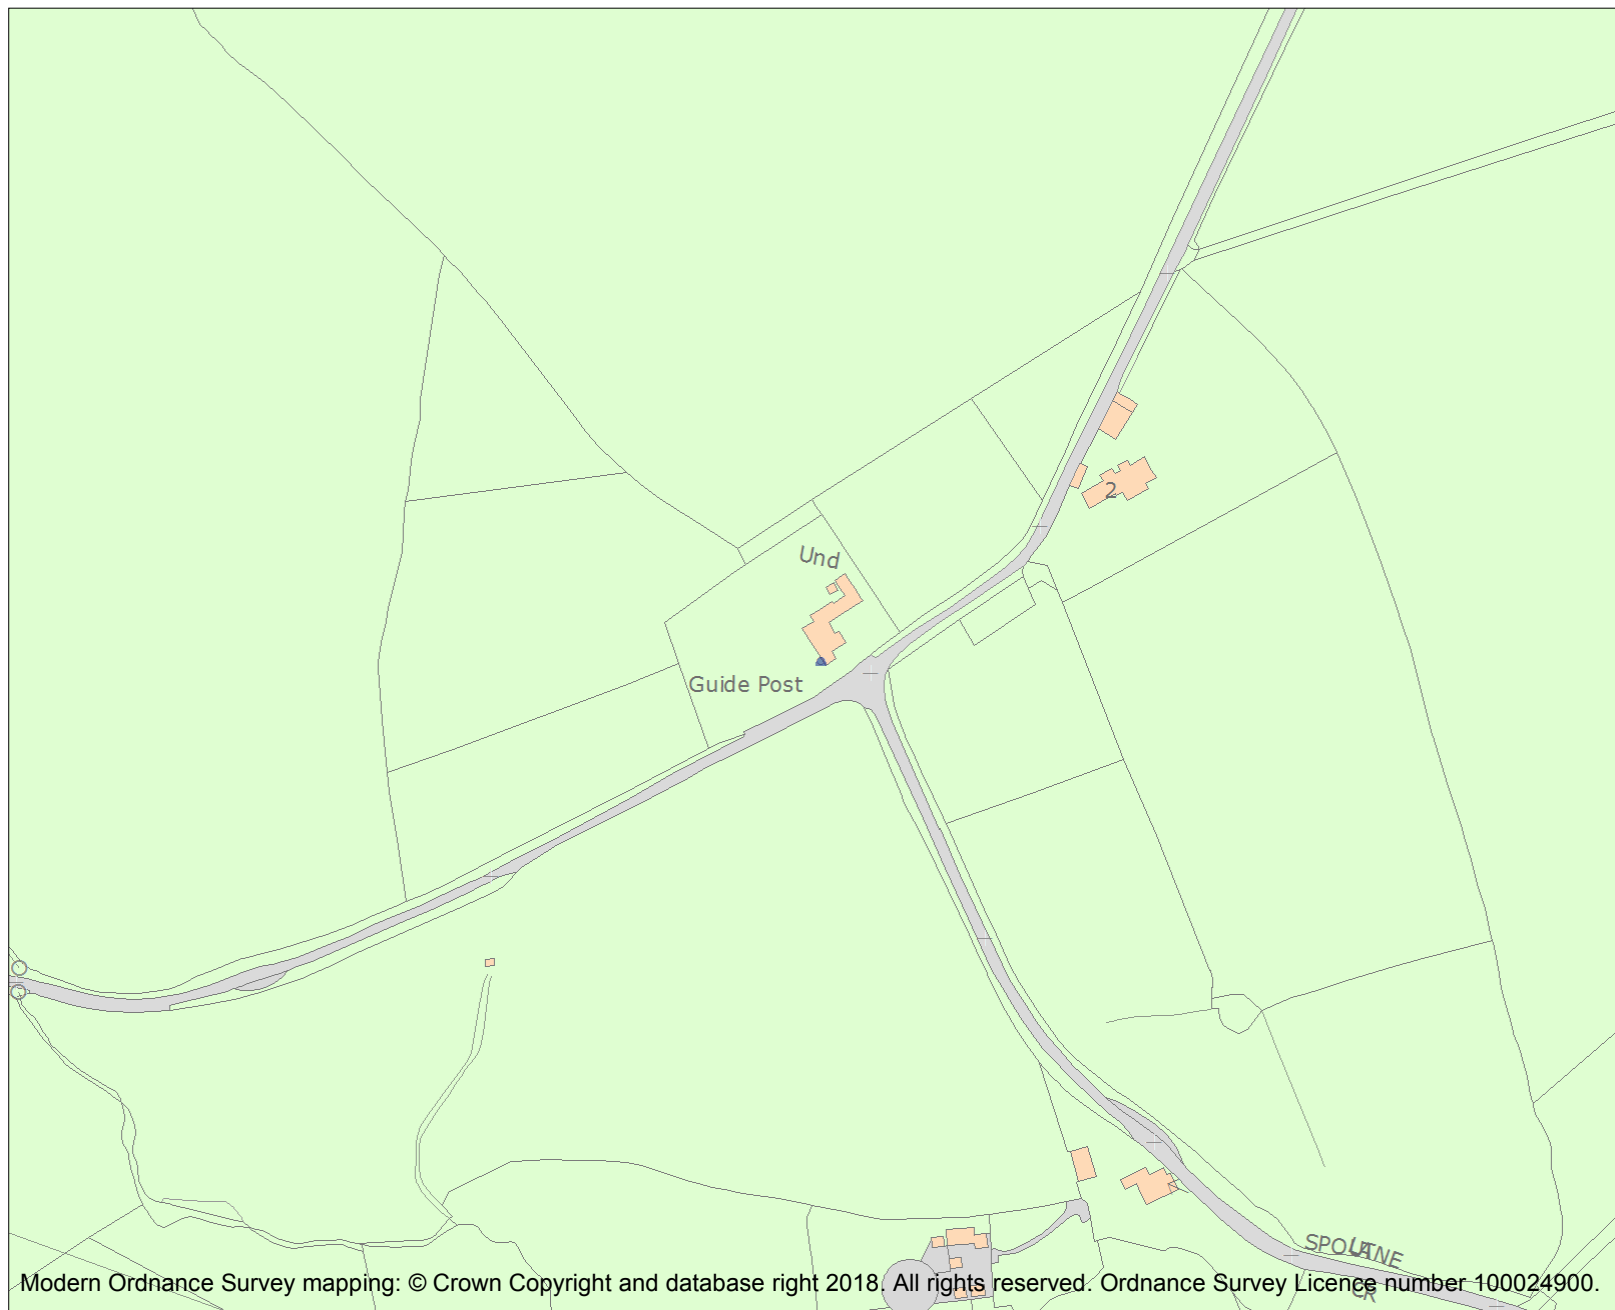 2
Und
Guide Post
SPOUT LANE
CR
Modern Ordnance Survey mapping: © Crown Copyright and database right 2018. All rights reserved. Ordnance Survey Licence number 100024900.